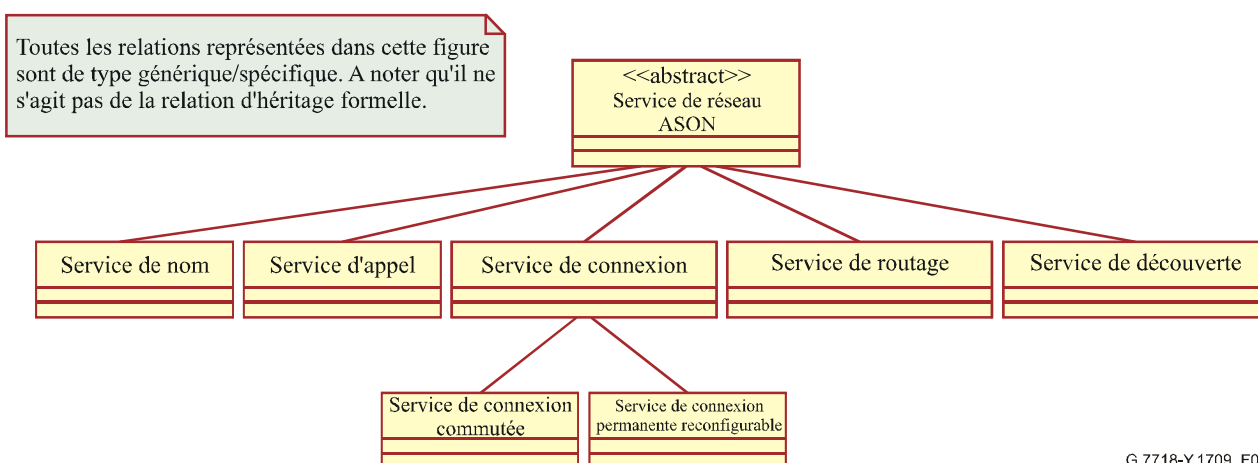 Toutes les relations représentées dans cette figure
sont de type générique/spécifique. A noter qu'il ne
s'agit pas de la relation d'héritage formelle.
<<abstract>>
Service de réseau
ASON
Service de nom
Service d'appel
Service de connexion
Service de routage
Service de découverte
Service de connexion
commutée
Service de connexion
permanente reconfigurable
G.7718-Y.1709_F0